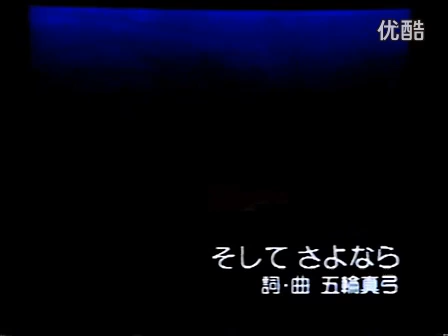 优酷
そして さよなら
詞・曲 五輪真弓